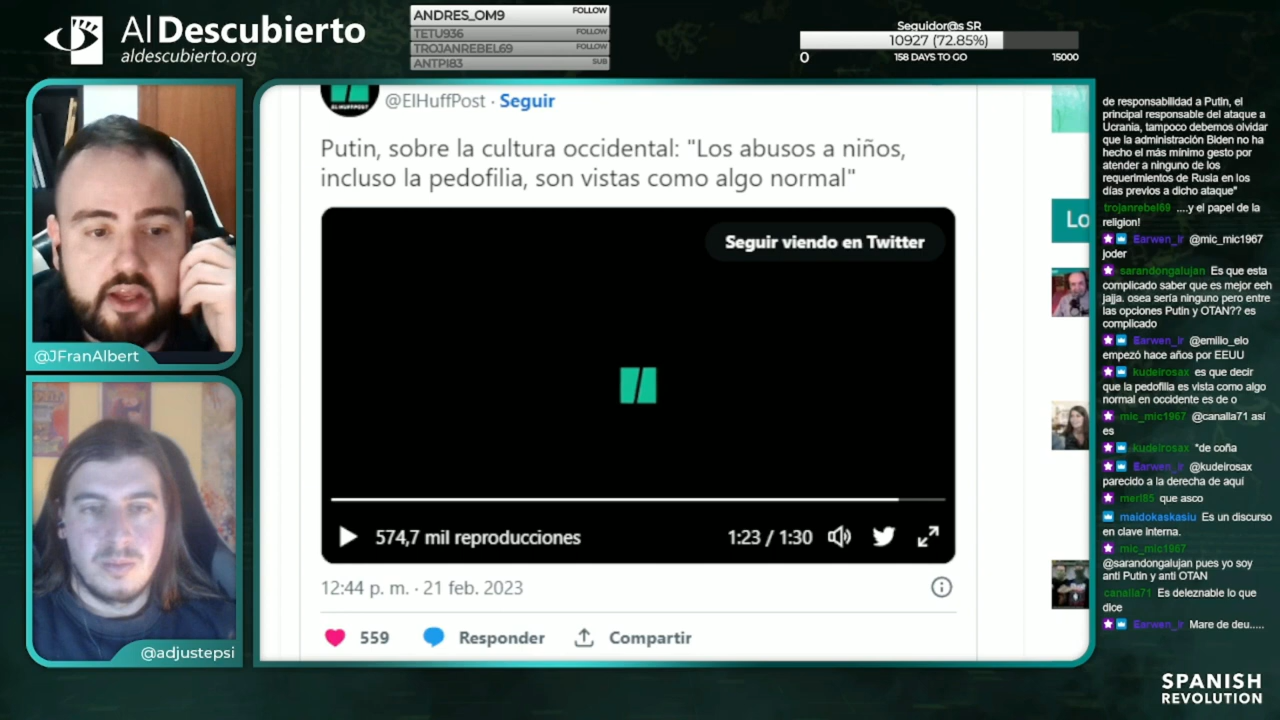 Al Descubierto
aldescubierto.org
ANDRES_OM9 FOLLOW
TETU936 FOLLOW
TROJANREBEL69 FOLLOW
ANTPI83 SUB
Seguidor@s SR
10927 (72.85%)
0 158 DAYS TO GO 15000
@JFranAlbert
@adjustepsi
ELHUFFPOST
@ElHuffPost · Seguir
Putin, sobre la cultura occidental: "Los abusos a niños,
incluso la pedofilia, son vistas como algo normal"
Seguir viendo en Twitter
574,7 mil reproducciones 1:23 / 1:30
12:44 p. m. · 21 feb. 2023
559 Responder Compartir
Lo
de responsabilidad a Putin, el
principal responsable del ataque a
Ucrania, tampoco debemos olvidar
que la administración Biden no ha
hecho el más mínimo gesto por
atender a ninguno de los
requerimientos de Rusia en los
días previos a dicho ataque"
trojanrebel69 ....y el papel de la
religion!
Earwen_ir @mic_mic1967
joder
sarandongalujan Es que esta
complicado saber que es mejor eeh
jajja. osea sería ninguno pero entre
las opciones Putin y OTAN?? es
complicado
Earwen_ir @emilio_elo
empezó hace años por EEUU
kudeirosax es que decir
que la pedofilia es vista como algo
normal en occidente es de o
mic_mic1967 @canalla71 así
es
kudeirosax "de coña
Earwen_ir @kudeirosax
parecido a la derecha de aquí
merl85 que asco
maidokaskasiu Es un discurso
en clave interna.
mic_mic1967
@sarandongalujan pues yo soy
anti Putin y anti OTAN
canalla71 Es deleznable lo que
dice
Earwen_ir Mare de deu.....
SPANISH
REVOLUTION